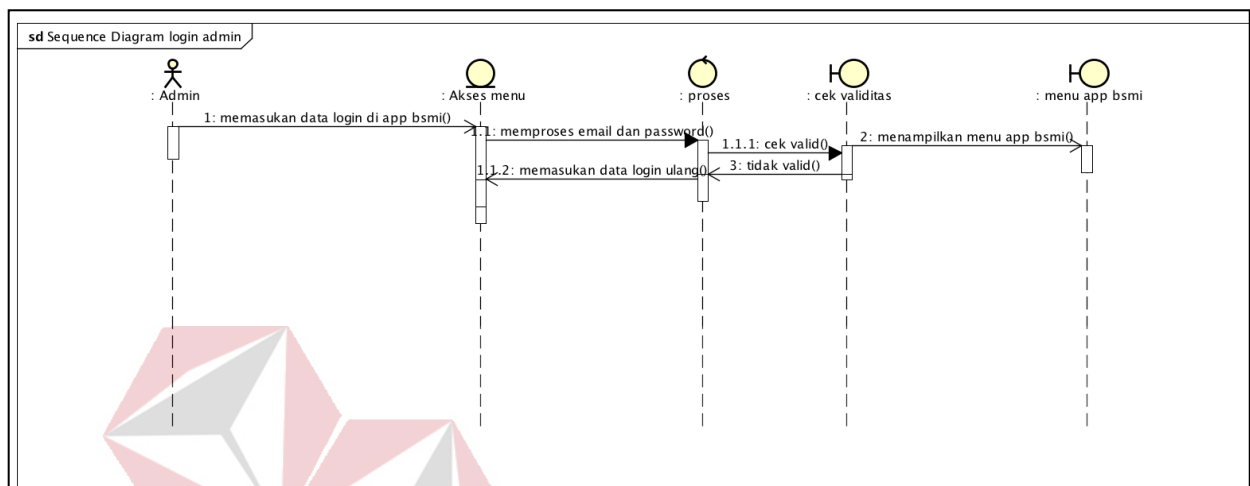 sd Sequence Diagram login admin
: Admin
: Akses menu
: proses
: cek validitas
: menu app bsmi
1: memasukan data login di app bsmi()
1.1: memproses email dan password()
1.1.1: cek valid()
2: menampilkan menu app bsmi()
3: tidak valid()
1.1.2: memasukan data login ulang()